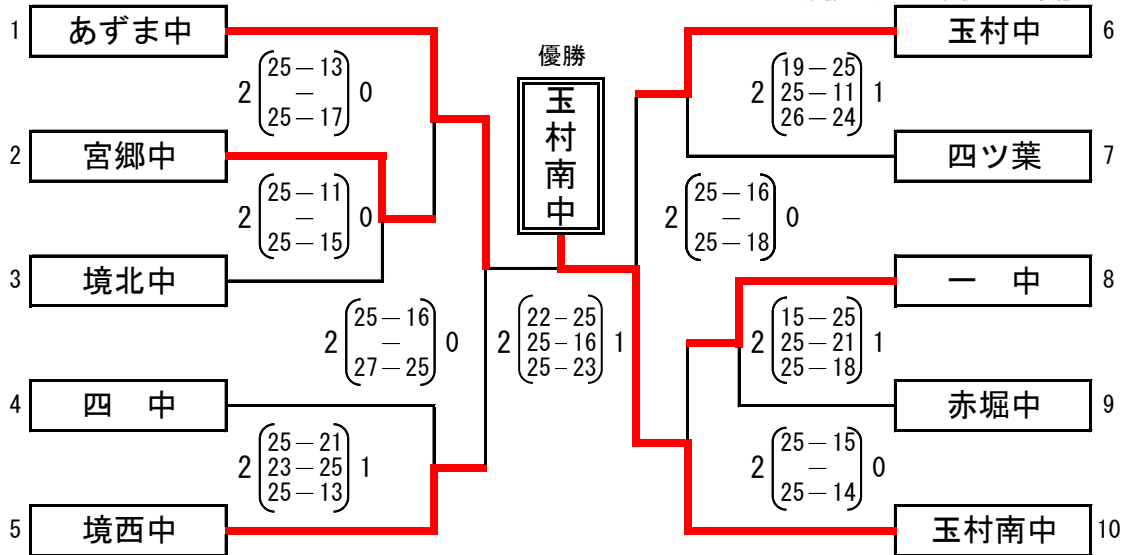 1 あずま中
2 (25－13 － 25－17) 0
2 宮郷中
2 (25－11 － 25－15) 0
3 境北中
2 (25－16 － 27－25) 0
4 四　中
2 (25－21 23－25 25－13) 1
5 境西中
優勝
玉村南中
2 (22－25 25－16 25－23) 1
玉村中 6
2 (19－25 25－11 26－24) 1
四ツ葉 7
2 (25－16 － 25－18) 0
一　中 8
2 (15－25 25－21 25－18) 1
赤堀中 9
2 (25－15 － 25－14) 0
玉村南中 10